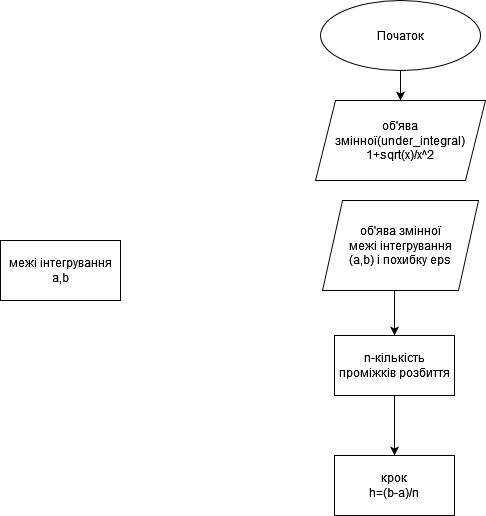 Початок
об'ява
змінної(under_integral)
1+sqrt(x)/x^2
об'ява змінної
межі інтегрування
(a,b) і похибку eps
межі інтегрування
a,b
n-кількість
проміжків розбиття
крок
h=(b-a)/n